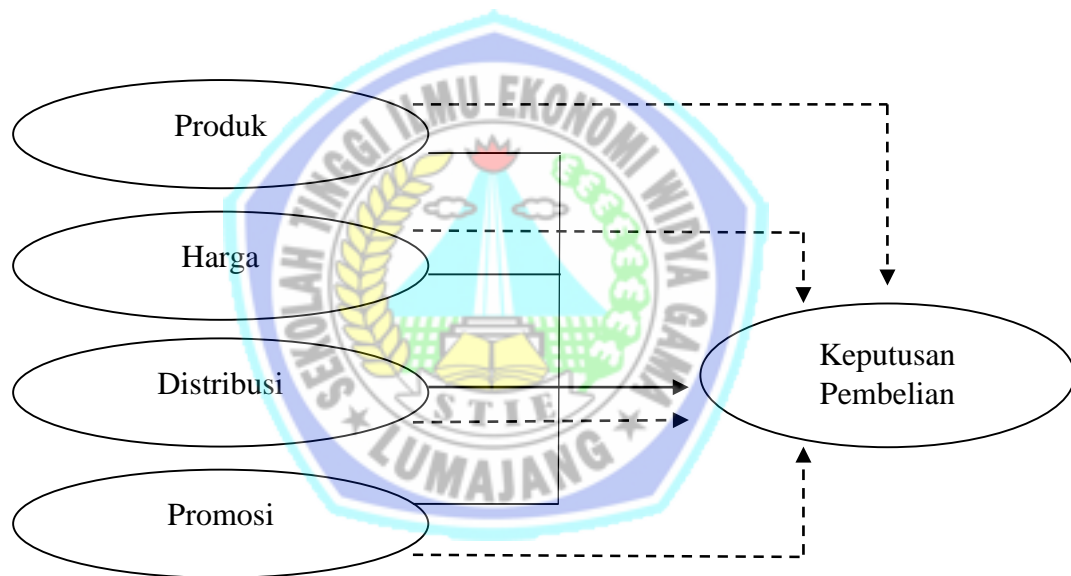 Produk
Harga
Distribusi
Promosi
Keputusan
Pembelian
SEKOLAH TINGGI ILMU EKONOMI WIDYA GAMA
STIE
LUMAJANG